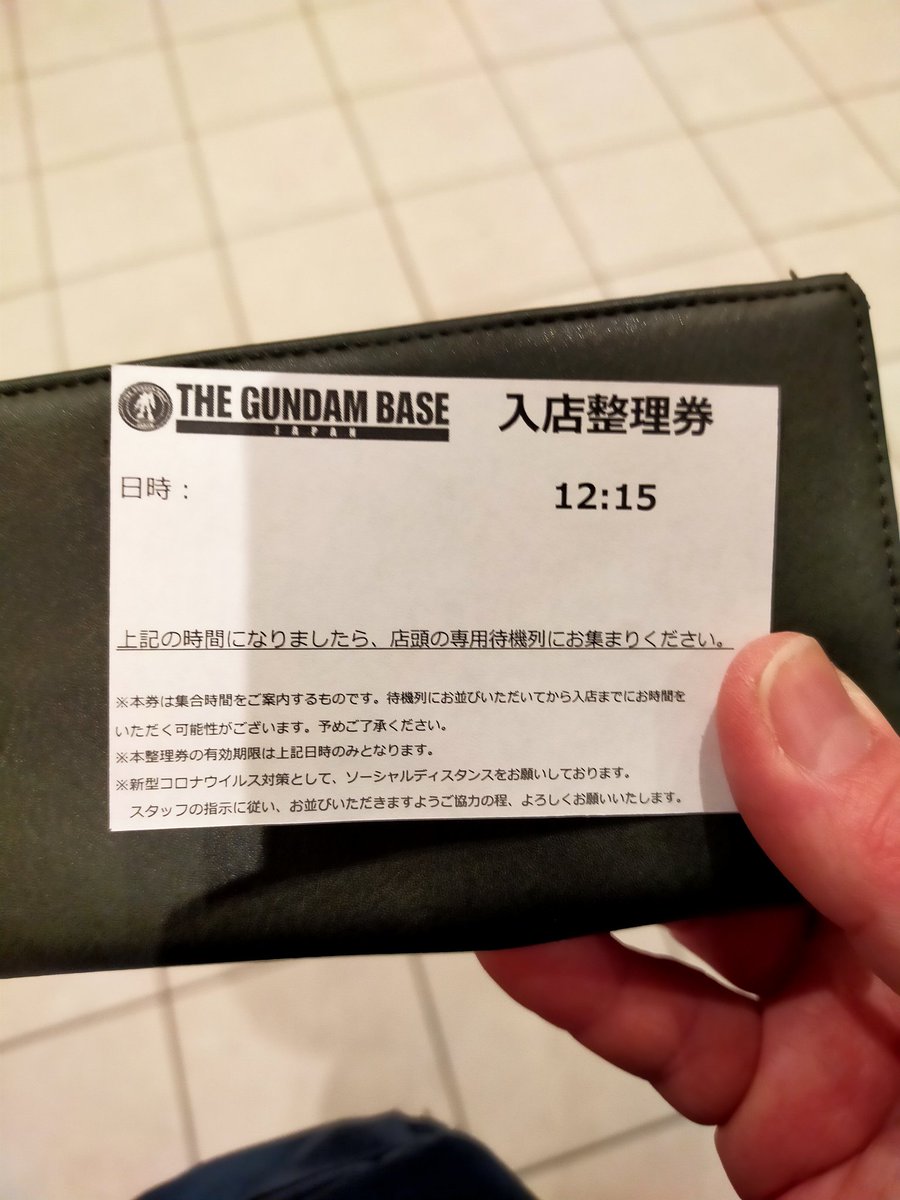 THE GUNDAM BASE
JAPAN
入店整理券
日時：
12:15
上記の時間になりましたら、店頭の専用待機列にお集まりください。
※本券は集合時間をご案内するものです。待機列にお並びいただいてから入店までにお時間を
いただく可能性がございます。予めご了承ください。
※本整理券の有効期限は上記日時のみとなります。
※新型コロナウイルス対策として、ソーシャルディスタンスをお願いしております。
スタッフの指示に従い、お並びいただきますようご協力の程、よろしくお願いいたします。